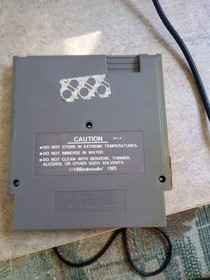 CAUTION
•DO NOT STORE IN EXTREME TEMPERATURES.
•DO NOT IMMERSE IN WATER.
•DO NOT CLEAN WITH BENZENE, THINNER,
ALCOHOL OR OTHER SUCH SOLVENTS.
Nintendo 1985